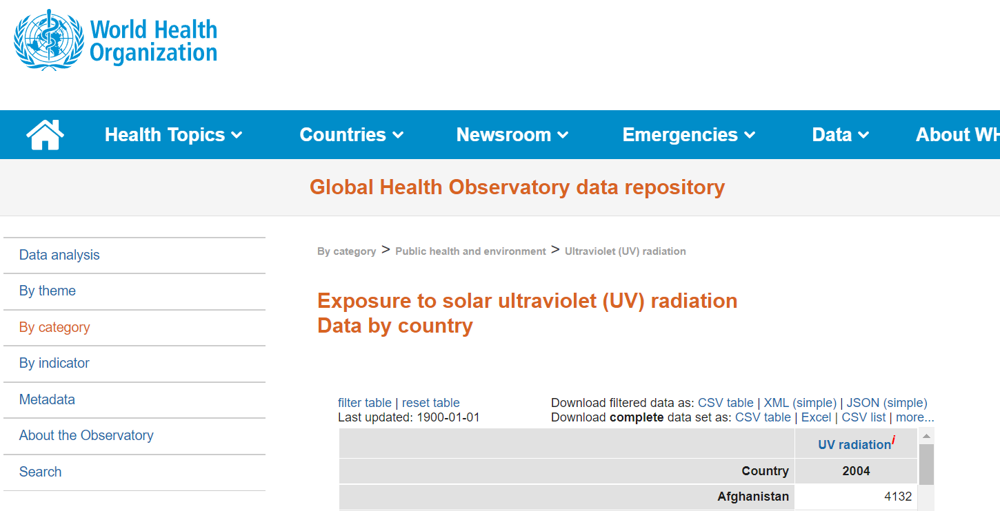 World Health
Organization
Health Topics Countries Newsroom Emergencies Data About WH
Global Health Observatory data repository
Data analysis
By theme
By category
By indicator
Metadata
About the Observatory
Search
By category > Public health and environment > Ultraviolet (UV) radiation
Exposure to solar ultraviolet (UV) radiation
Data by country
filter table | reset table
Last updated: 1900-01-01
Download filtered data as: CSV table | XML (simple) | JSON (simple)
Download complete data set as: CSV table | Excel | CSV list | more...
UV radiation i
Country 2004
Afghanistan 4132